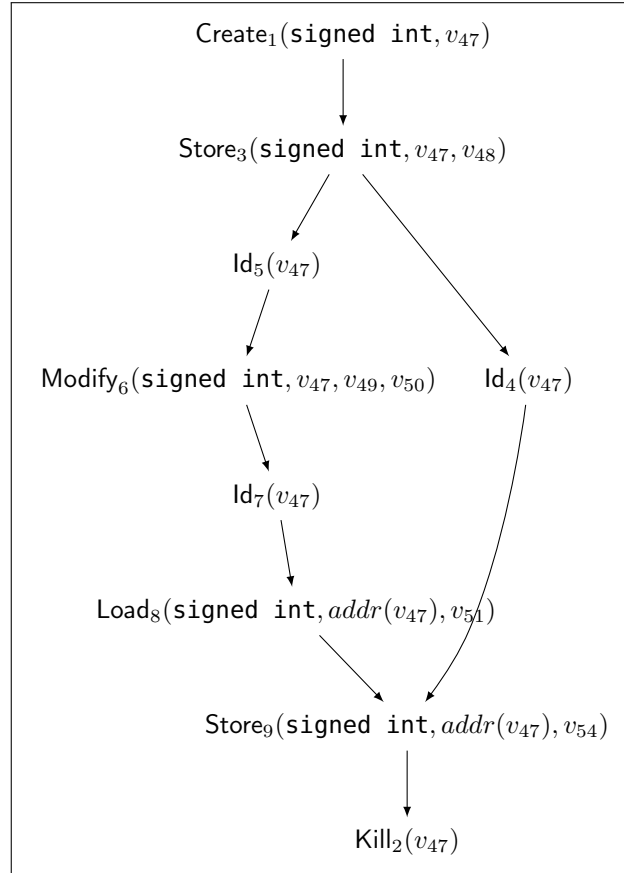 Create₁(signed int, v₄₇)
Store₃(signed int, v₄₇, v₄₈)
Id₅(v₄₇)
Modify₆(signed int, v₄₇, v₄₉, v₅₀) Id₄(v₄₇)
Id₇(v₄₇)
Load₈(signed int, addr(v₄₇), v₅₁)
Store₉(signed int, addr(v₄₇), v₅₄)
Kill₂(v₄₇)